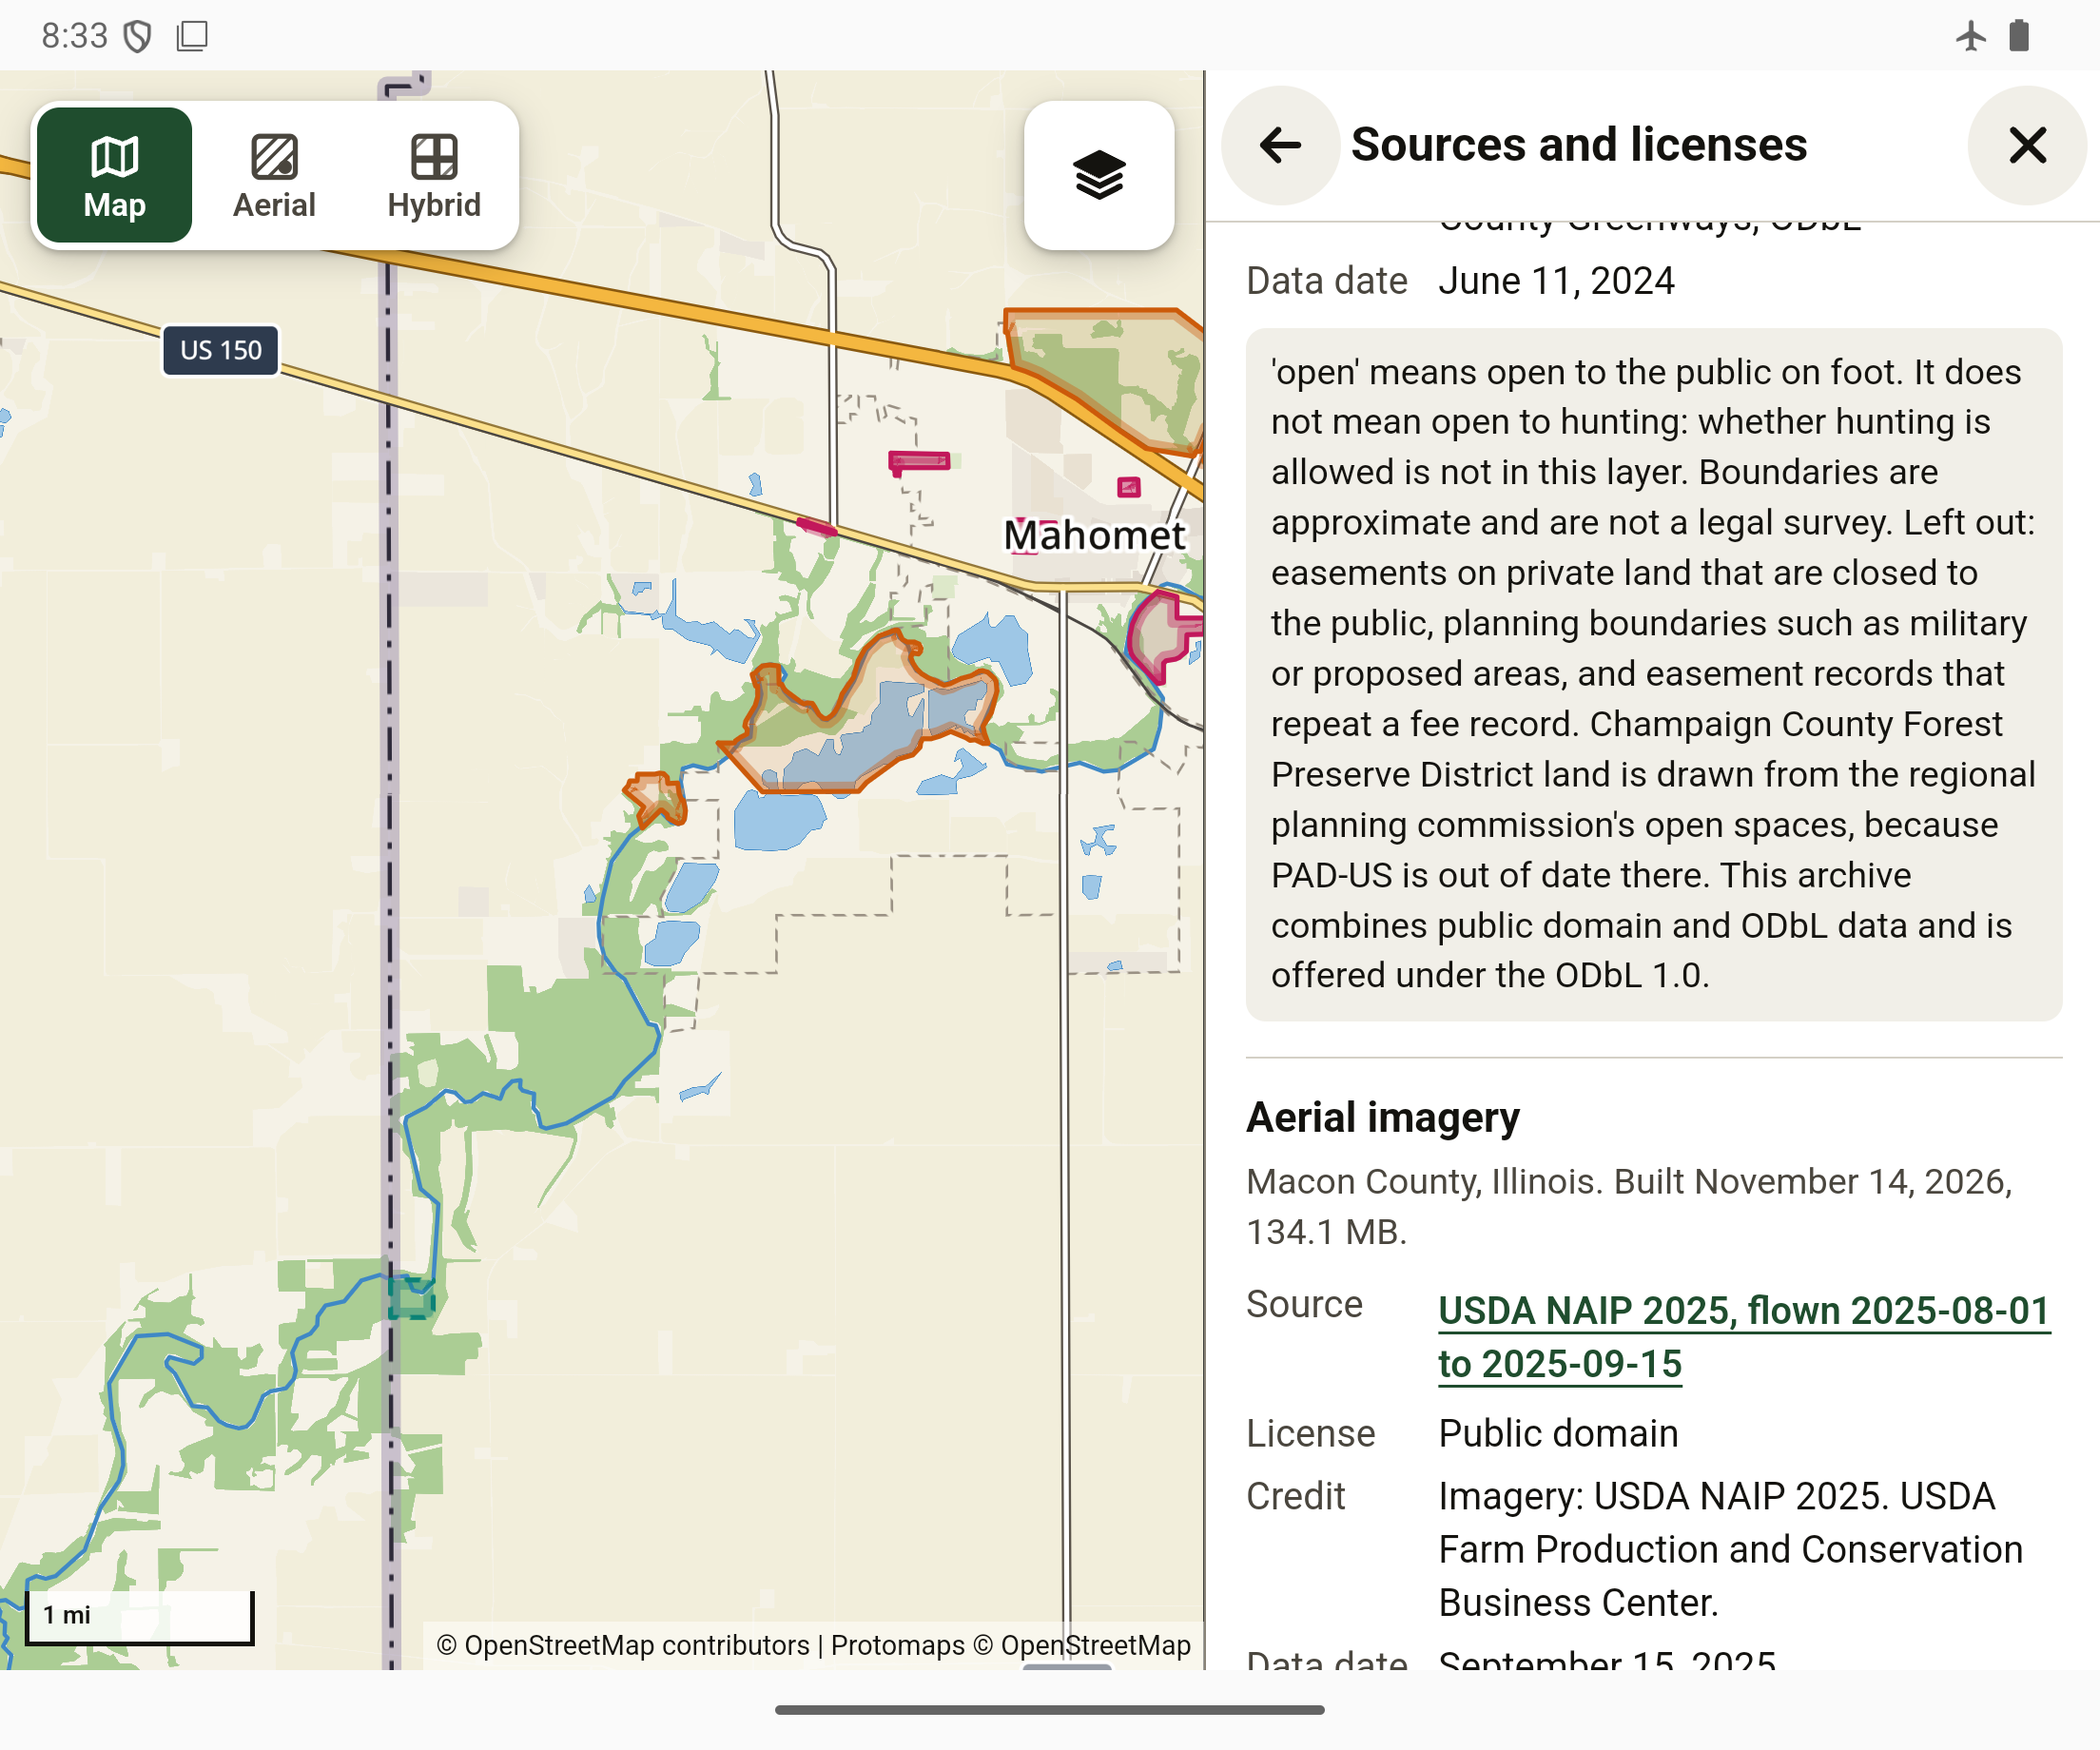 8:33
Map
Aerial
Hybrid
US 150
Mahomet
1 mi
© OpenStreetMap contributors | Protomaps © OpenStreetMap
Sources and licenses
County Greenways, ODbL
Data date June 11, 2024
'open' means open to the public on foot. It does
not mean open to hunting: whether hunting is
allowed is not in this layer. Boundaries are
approximate and are not a legal survey. Left out:
easements on private land that are closed to
the public, planning boundaries such as military
or proposed areas, and easement records that
repeat a fee record. Champaign County Forest
Preserve District land is drawn from the regional
planning commission's open spaces, because
PAD-US is out of date there. This archive
combines public domain and ODbL data and is
offered under the ODbL 1.0.
Aerial imagery
Macon County, Illinois. Built November 14, 2026,
134.1 MB.
Source USDA NAIP 2025, flown 2025-08-01
to 2025-09-15
License Public domain
Credit Imagery: USDA NAIP 2025. USDA
Farm Production and Conservation
Business Center.
Data date September 15, 2025